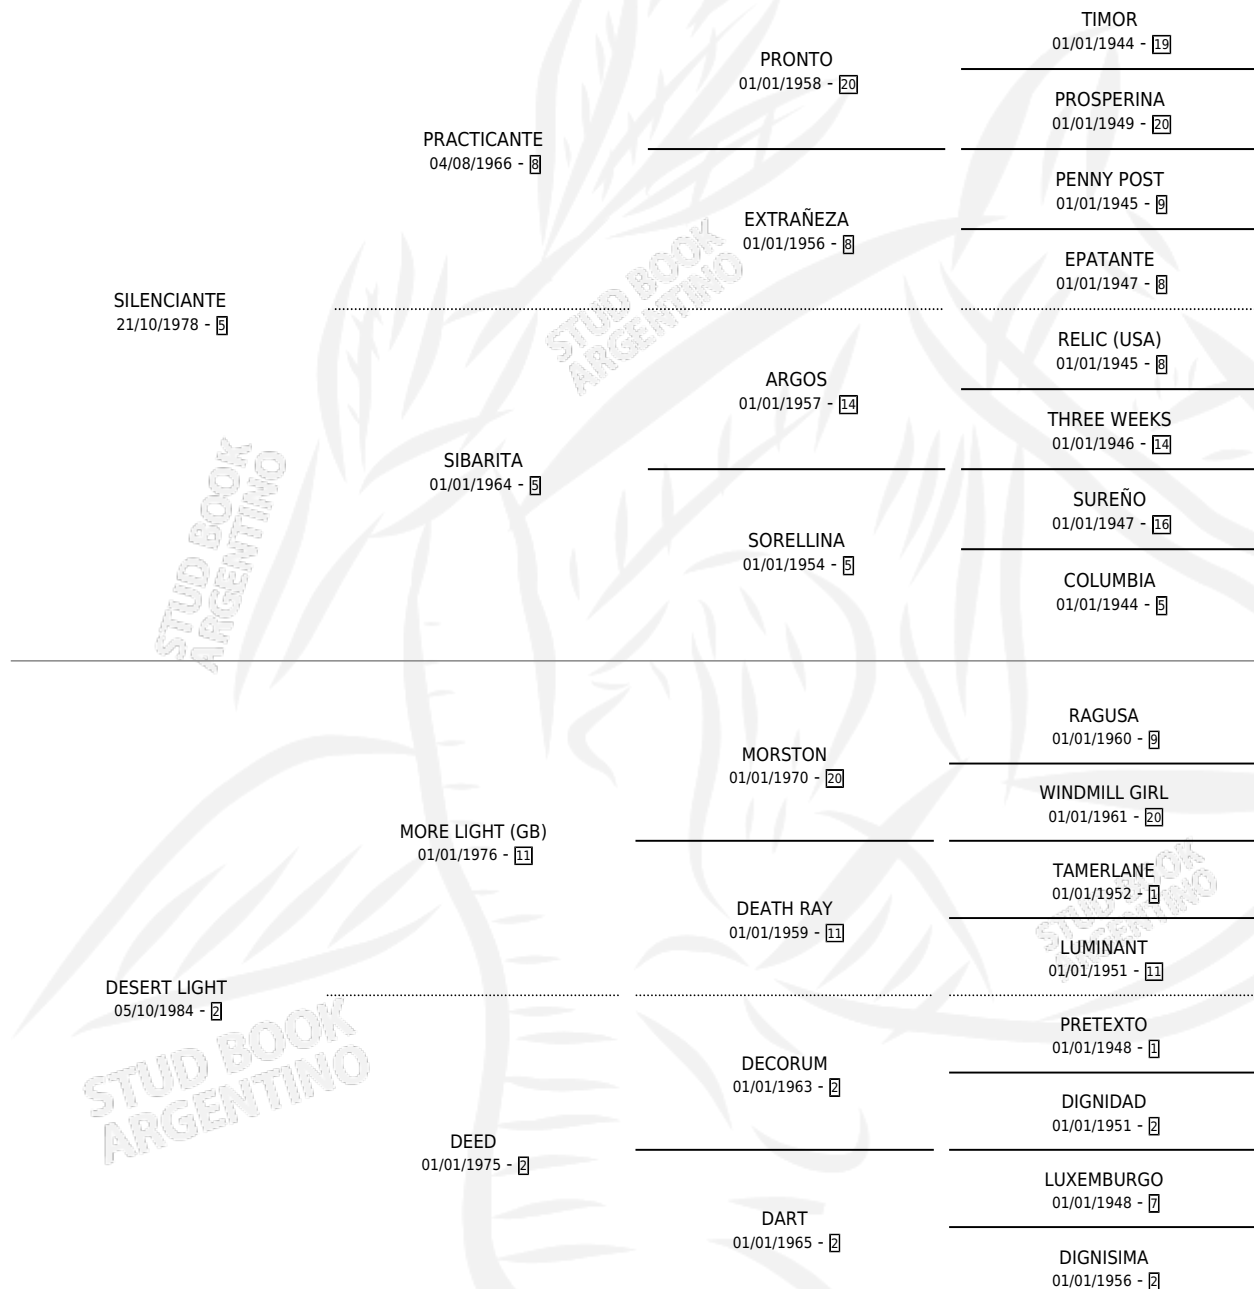 TIMOR
01/01/1944 - 19
PRONTO
01/01/1958 - 20
PROSPERINA
01/01/1949 - 20
PRACTICANTE
04/08/1966 - 8
PENNY POST
01/01/1945 - 9
EXTRAÑEZA
01/01/1956 - 8
EPATANTE
01/01/1947 - 8
SILENCIANTE
21/10/1978 - 5
RELIC (USA)
01/01/1945 - 8
ARGOS
01/01/1957 - 14
THREE WEEKS
01/01/1946 - 14
SIBARITA
01/01/1964 - 5
SUREÑO
01/01/1947 - 16
SORELLINA
01/01/1954 - 5
COLUMBIA
01/01/1944 - 5
STUD BOOK
ARGENTINO
STUD BOOK
ARGENTINO
RAGUSA
01/01/1960 - 9
MORSTON
01/01/1970 - 20
WINDMILL GIRL
01/01/1961 - 20
MORE LIGHT (GB)
01/01/1976 - 11
TAMERLANE
01/01/1952 - 1
DEATH RAY
01/01/1959 - 11
LUMINANT
01/01/1951 - 11
DESERT LIGHT
05/10/1984 - 2
PRETEXTO
01/01/1948 - 1
DECORUM
01/01/1963 - 2
DIGNIDAD
01/01/1951 - 2
DEED
01/01/1975 - 2
LUXEMBURGO
01/01/1948 - 7
DART
01/01/1965 - 2
DIGNISIMA
01/01/1956 - 2
STUD BOOK
ARGENTINO
STUD BOOK
ARGENTINO